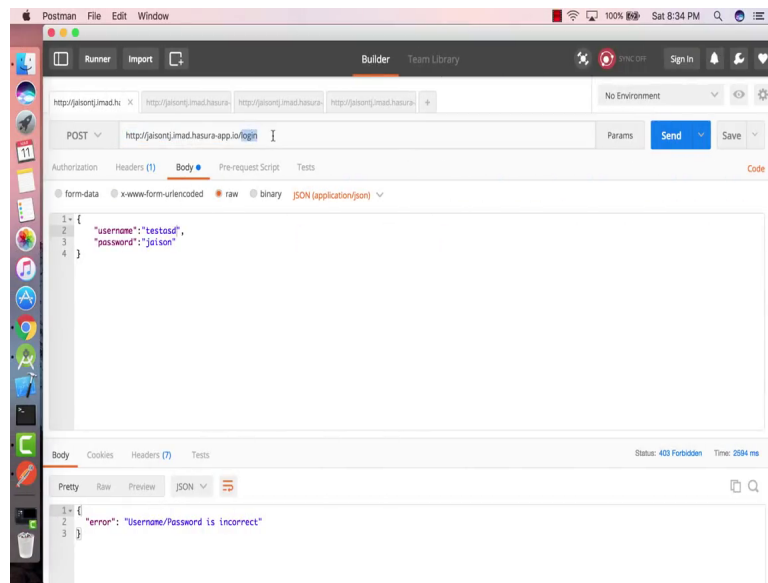 Postman File Edit Window 100% Sat 8:34 PM
Runner Import Builder Team Library SYNC OFF Sign In
http://jaisontj.imad.hu http://jaisontj.imad.hasura- http://jaisontj.imad.hasura- http://jaisontj.imad.hasura- + No Environment
POST http://jaisontj.imad.hasura-app.io/login Params Send Save
Authorization Headers (1) Body Pre-request Script Tests Code
form-data x-www-form-urlencoded raw binary JSON (application/json)
1 {
2 "username":"testasd",
3 "password":"jaison"
4 }
Body Cookies Headers (7) Tests Status: 403 Forbidden Time: 2594 ms
Pretty Raw Preview JSON
1 {
2 "error": "Username/Password is incorrect"
3 }
11